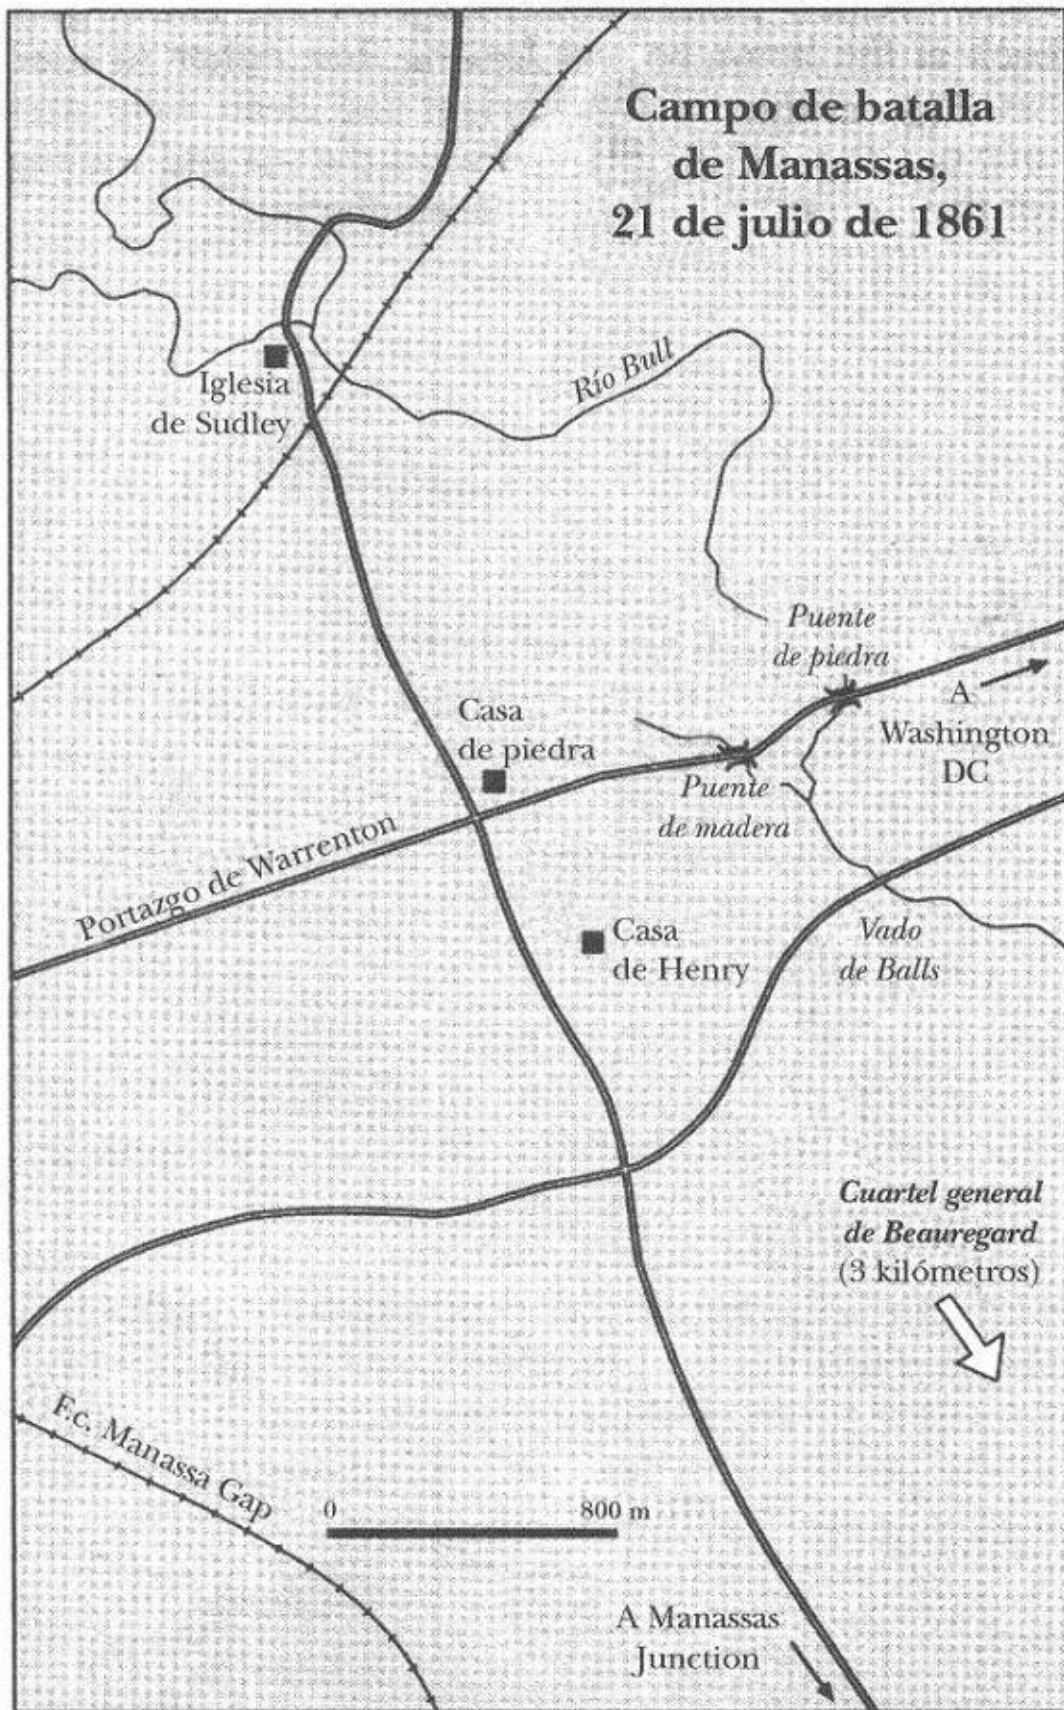 Campo de batalla
de Manassas,
21 de julio de 1861
Iglesia
de Sudley
Río Bull
Puente
de piedra
A
Washington
DC
Casa
de piedra
Puente
de madera
Portazgo de Warrenton
Casa
de Henry
Vado
de Balls
Cuartel general
de Beauregard
(3 kilómetros)
F.c. Manassa Gap
0
800 m
A Manassas
Junction